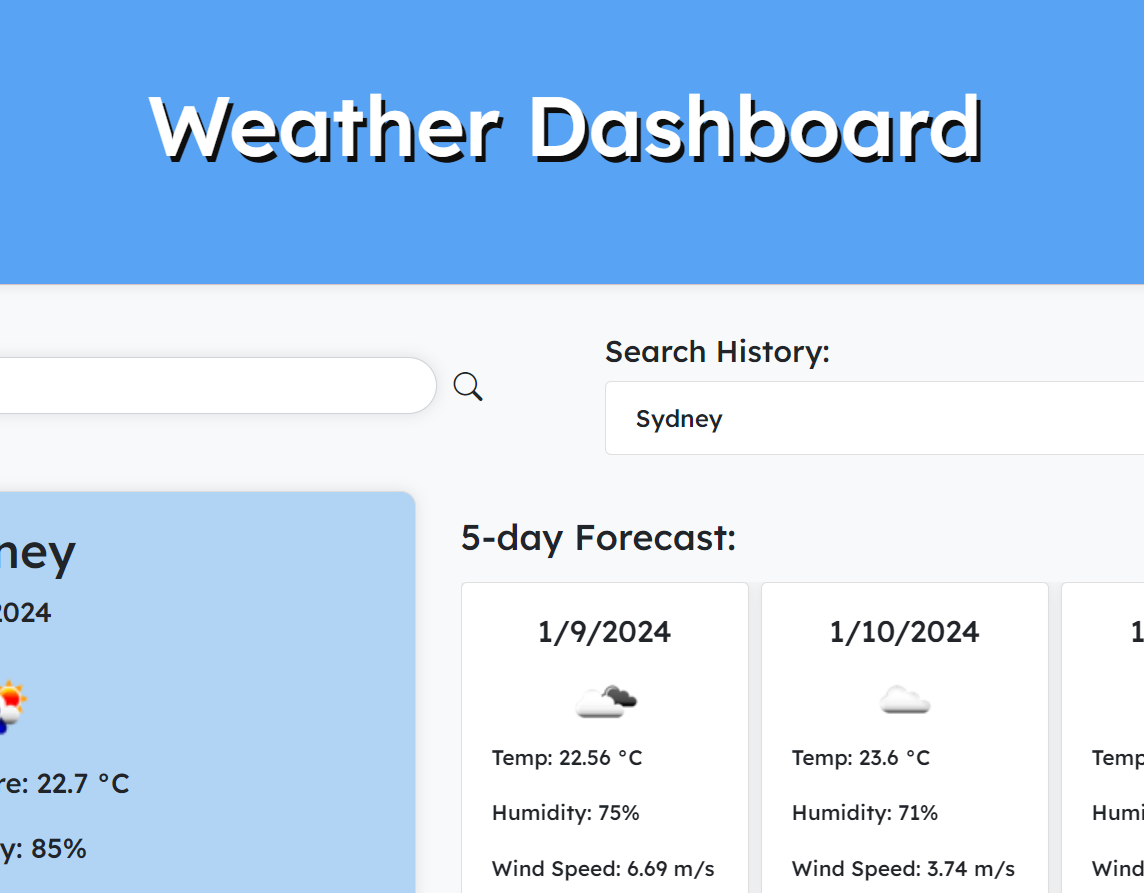 Weather Dashboard
Search History:
Sydney
ney
2024
re: 22.7 °C
y: 85%
5-day Forecast:
1/9/2024
Temp: 22.56 °C
Humidity: 75%
Wind Speed: 6.69 m/s
1/10/2024
Temp: 23.6 °C
Humidity: 71%
Wind Speed: 3.74 m/s
1
Temp
Humi
Wind